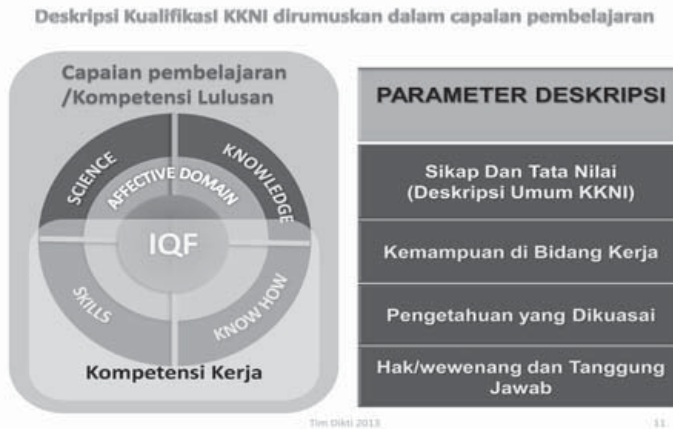 Deskripsi Kualifikasi KKNI dirumuskan dalam capaian pembelajaran
Capaian pembelajaran
/Kompetensi Lulusan
SCIENCE
KNOWLEDGE
AFFECTIVE DOMAIN
IQF
SKILLS
KNOW HOW
Kompetensi Kerja
PARAMETER DESKRIPSI
Sikap Dan Tata Nilai
(Deskripsi Umum KKNI)
Kemampuan di Bidang Kerja
Pengetahuan yang Dikuasai
Hak/wewenang dan Tanggung
Jawab
Tim Dikti 2013
11